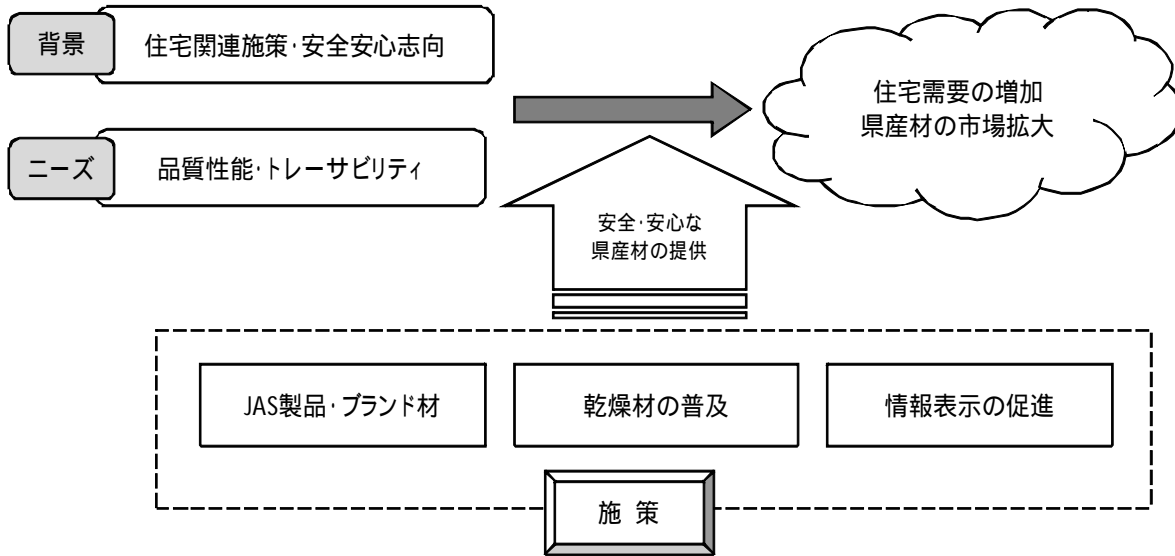 背景
住宅関連施策・安全安心志向
ニーズ
品質性能・トレーサビリティ
住宅需要の増加
県産材の市場拡大
安全・安心な
県産材の提供
JAS製品・ブランド材
乾燥材の普及
情報表示の促進
施 策